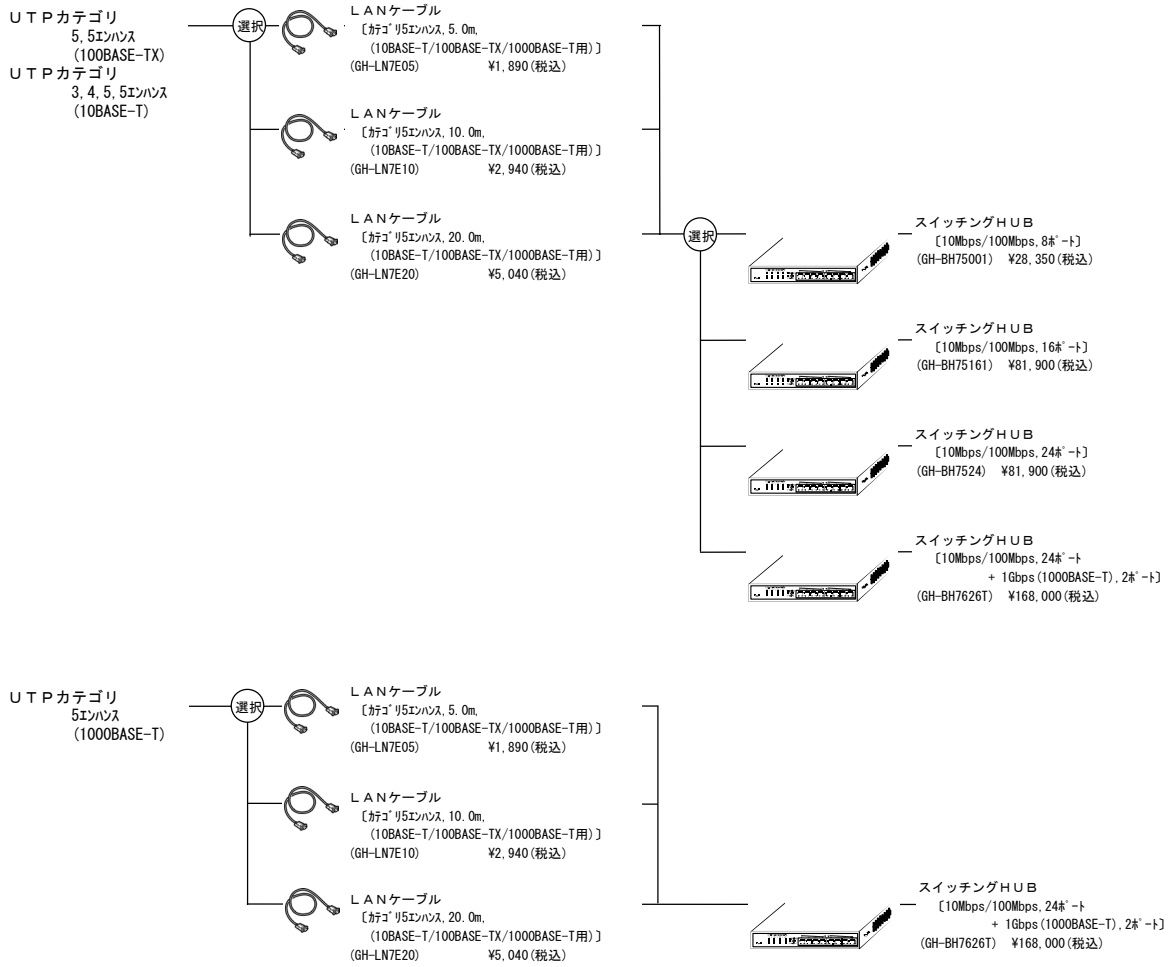 ＵＴＰカテゴリ
5,5ｴﾝﾊﾝｽ
(100BASE-TX)
ＵＴＰカテゴリ
3,4,5,5ｴﾝﾊﾝｽ
(10BASE-T)
選択
ＬＡＮケーブル
〔ｶﾃｺﾞﾘ5ｴﾝﾊﾝｽ,5.0m,
(10BASE-T/100BASE-TX/1000BASE-T用)〕
(GH-LN7E05) ¥1,890(税込)
ＬＡＮケーブル
〔ｶﾃｺﾞﾘ5ｴﾝﾊﾝｽ,10.0m,
(10BASE-T/100BASE-TX/1000BASE-T用)〕
(GH-LN7E10) ¥2,940(税込)
ＬＡＮケーブル
〔ｶﾃｺﾞﾘ5ｴﾝﾊﾝｽ,20.0m,
(10BASE-T/100BASE-TX/1000BASE-T用)〕
(GH-LN7E20) ¥5,040(税込)
選択
スイッチングＨＵＢ
〔10Mbps/100Mbps,8ﾎﾟｰﾄ〕
(GH-BH75001) ¥28,350(税込)
スイッチングＨＵＢ
〔10Mbps/100Mbps,16ﾎﾟｰﾄ〕
(GH-BH75161) ¥81,900(税込)
スイッチングＨＵＢ
〔10Mbps/100Mbps,24ﾎﾟｰﾄ〕
(GH-BH7524) ¥81,900(税込)
スイッチングＨＵＢ
〔10Mbps/100Mbps,24ﾎﾟｰﾄ
+ 1Gbps(1000BASE-T),2ﾎﾟｰﾄ〕
(GH-BH7626T) ¥168,000(税込)
ＵＴＰカテゴリ
5ｴﾝﾊﾝｽ
(1000BASE-T)
選択
ＬＡＮケーブル
〔ｶﾃｺﾞﾘ5ｴﾝﾊﾝｽ,5.0m,
(10BASE-T/100BASE-TX/1000BASE-T用)〕
(GH-LN7E05) ¥1,890(税込)
ＬＡＮケーブル
〔ｶﾃｺﾞﾘ5ｴﾝﾊﾝｽ,10.0m,
(10BASE-T/100BASE-TX/1000BASE-T用)〕
(GH-LN7E10) ¥2,940(税込)
ＬＡＮケーブル
〔ｶﾃｺﾞﾘ5ｴﾝﾊﾝｽ,20.0m,
(10BASE-T/100BASE-TX/1000BASE-T用)〕
(GH-LN7E20) ¥5,040(税込)
スイッチングＨＵＢ
〔10Mbps/100Mbps,24ﾎﾟｰﾄ
+ 1Gbps(1000BASE-T),2ﾎﾟｰﾄ〕
(GH-BH7626T) ¥168,000(税込)